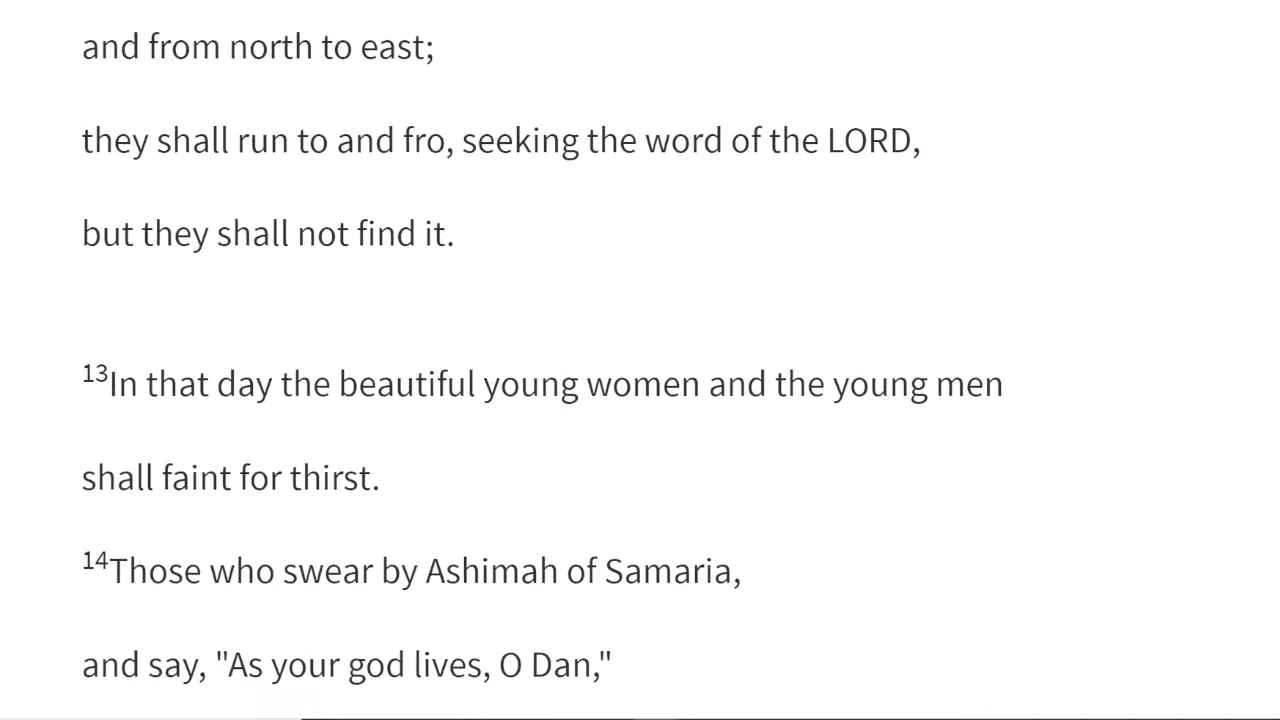 and from north to east;
they shall run to and fro, seeking the word of the LORD,
but they shall not find it.
13In that day the beautiful young women and the young men
shall faint for thirst.
14Those who swear by Ashimah of Samaria,
and say, "As your god lives, O Dan,"